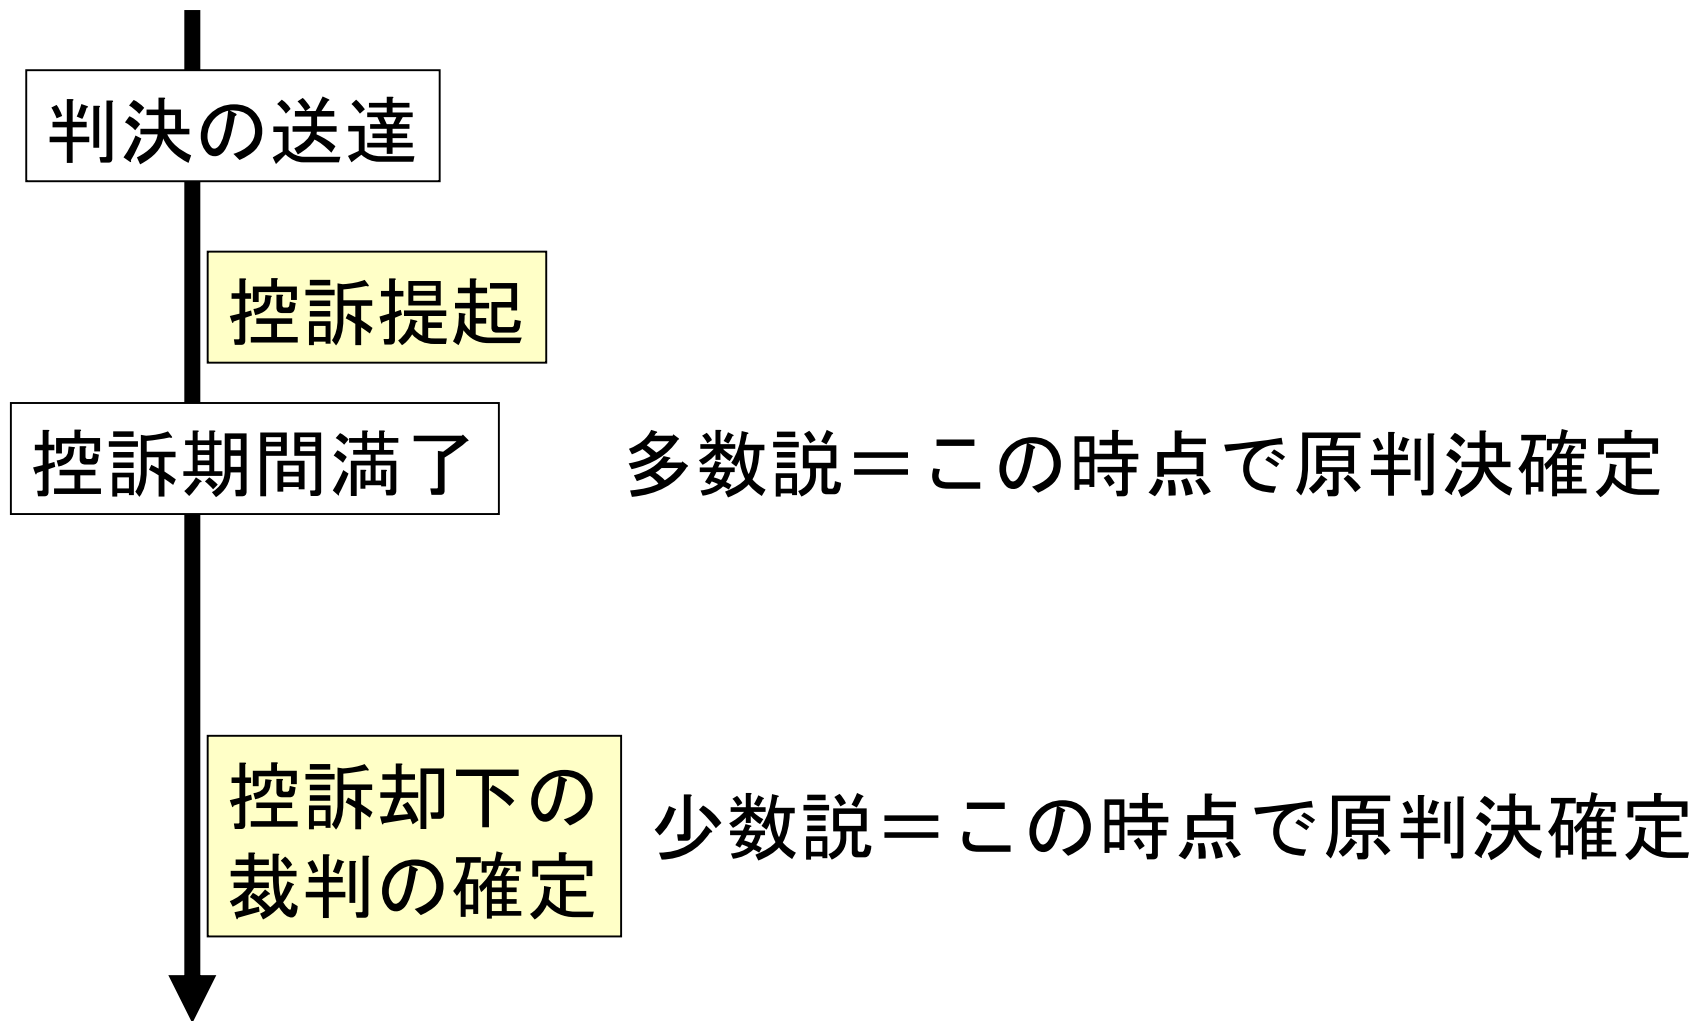 判決の送達
控訴提起
控訴期間満了
多数説＝この時点で原判決確定
控訴却下の
裁判の確定
少数説＝この時点で原判決確定